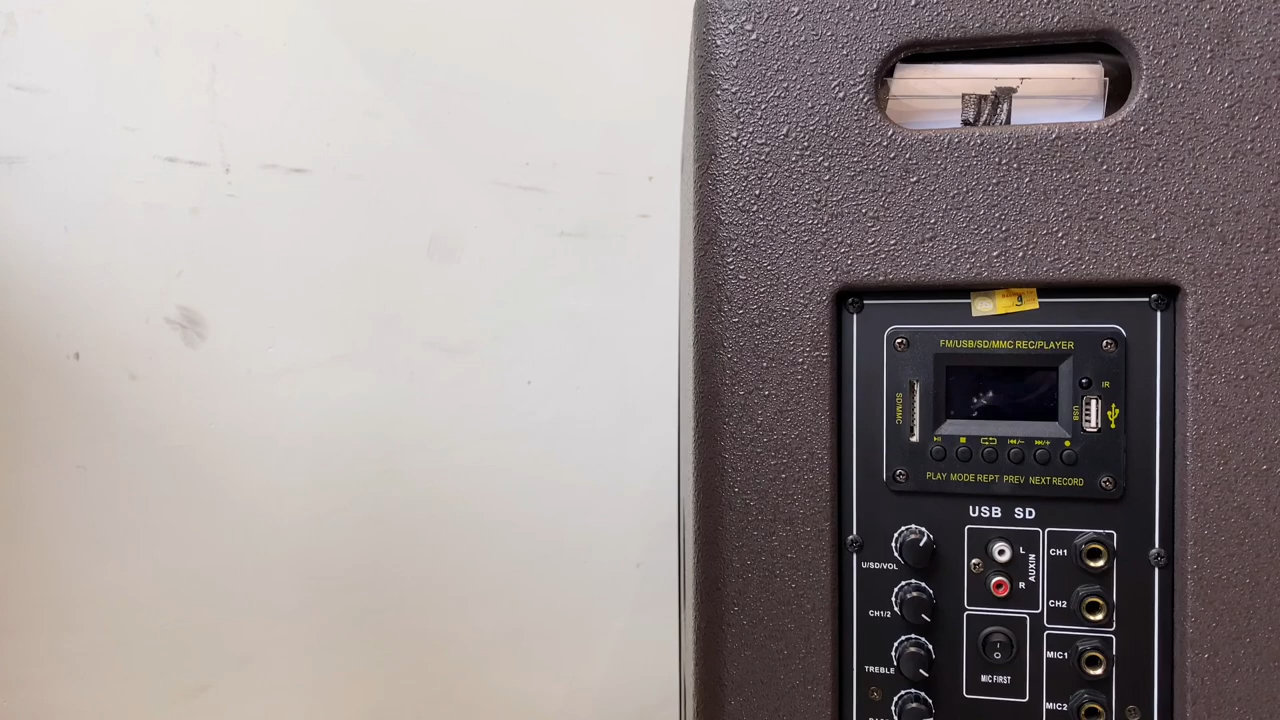 9
FM/USB/SD/MMC REC/PLAYER
IR
SD/MMC
USB
PLAY MODE REPT PREV NEXT RECORD
USB SD
U/SD/VOL
L
AUXIN
R
CH1
CH2
CH1/2
TREBLE
MIC FIRST
MIC1
MIC2